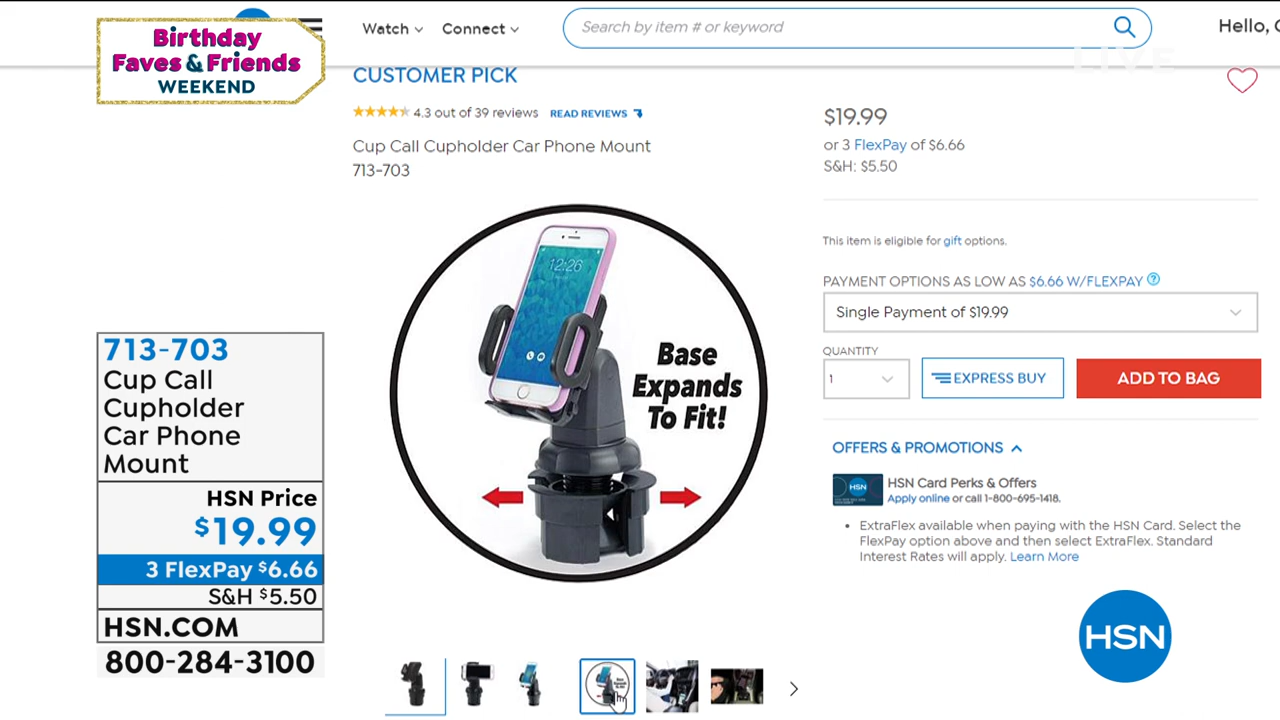 Birthday
Faves & Friends
WEEKEND
Watch
Connect
Search by item # or keyword
Hello,
LIVE
CUSTOMER PICK
4.3 out of 39 reviews READ REVIEWS
Cup Call Cupholder Car Phone Mount
713-703
$19.99
or 3 FlexPay of $6.66
S&H: $5.50
This item is eligible for gift options.
PAYMENT OPTIONS AS LOW AS $6.66 W/FLEXPAY ?
Single Payment of $19.99
QUANTITY
1
EXPRESS BUY
ADD TO BAG
OFFERS & PROMOTIONS
HSN
HSN Card Perks & Offers
Apply online or call 1-800-695-1418.
• ExtraFlex available when paying with the HSN Card. Select the
FlexPay option above and then select ExtraFlex. Standard
Interest Rates will apply. Learn More
12:26
Base
Expands
To Fit!
713-703
Cup Call
Cupholder
Car Phone
Mount
HSN Price
$19.99
3 FlexPay $6.66
S&H $5.50
HSN.COM
800-284-3100
HSN